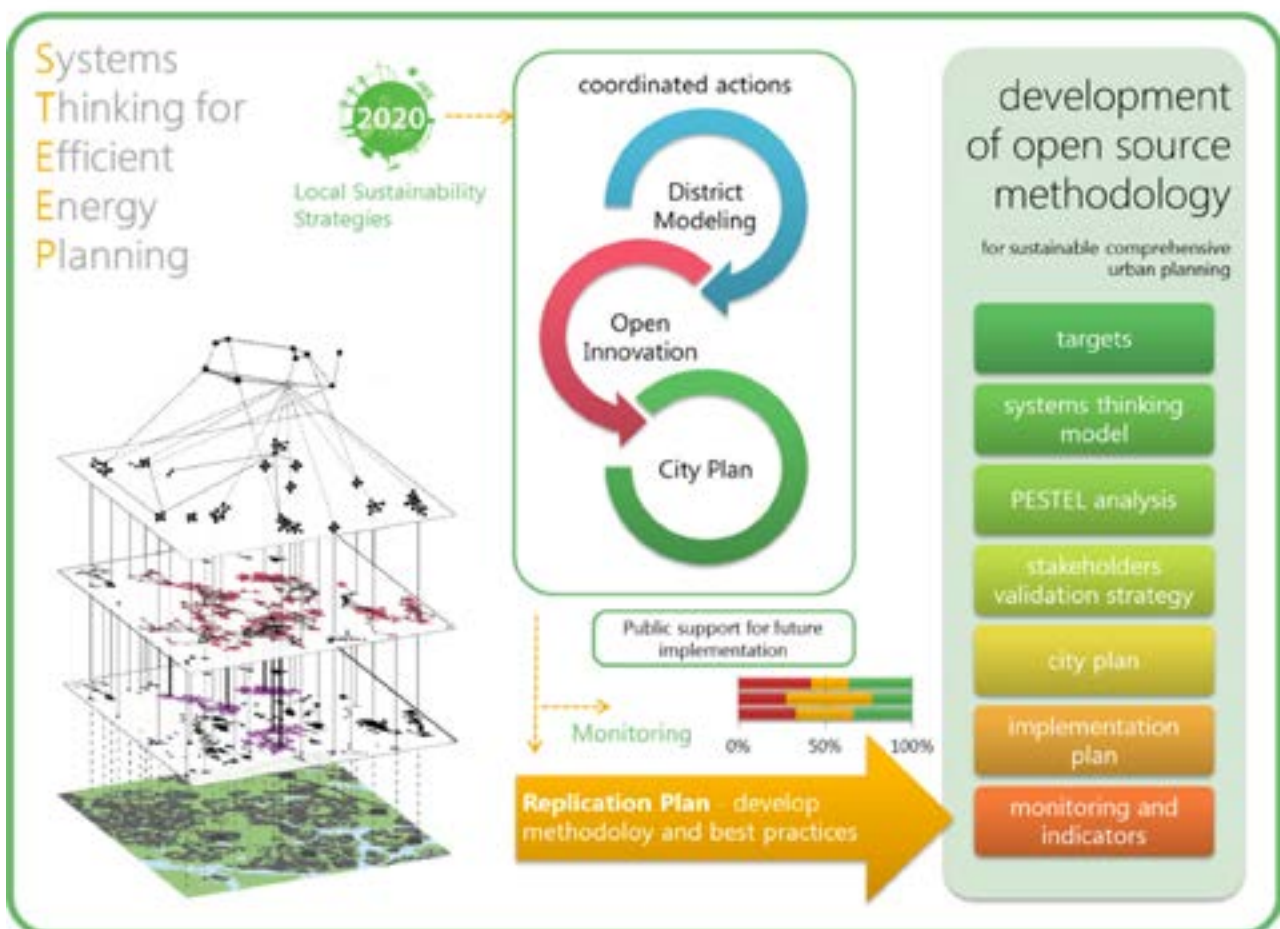 Systems
Thinking for
Efficient
Energy
Planning
2020
Local Sustainability
Strategies
coordinated actions
District
Modeling
Open
Innovation
City Plan
Public support for future
implementation
Monitoring
0% 50% 100%
Replication Plan - develop
methodoloy and best practices
development
of open source
methodology
for sustainable comprehensive
urban planning
targets
systems thinking
model
PESTEL analysis
stakeholders
validation strategy
city plan
implementation
plan
monitoring and
indicators